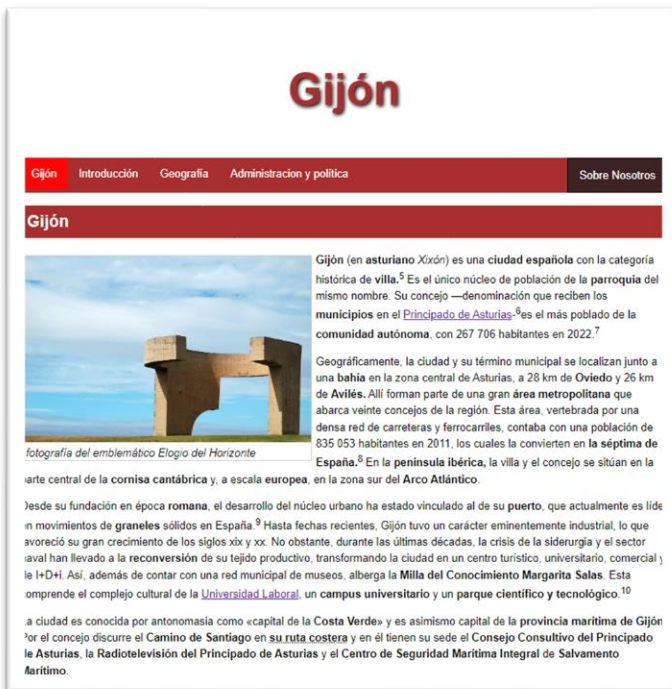 Gijón
Gijón Introducción Geografía Administracion y política Sobre Nosotros
Gijón
Gijón (en asturiano Xixón) es una ciudad española con la categoría
histórica de villa.5 Es el único núcleo de población de la parroquia del
mismo nombre. Su concejo —denominación que reciben los
municipios en el Principado de Asturias-6es el más poblado de la
comunidad autónoma, con 267 706 habitantes en 2022.7
Geográficamente, la ciudad y su término municipal se localizan junto a
una bahía en la zona central de Asturias, a 28 km de Oviedo y 26 km
de Avilés. Allí forman parte de una gran área metropolitana que
abarca veinte concejos de la región. Esta área, vertebrada por una
densa red de carreteras y ferrocarriles, contaba con una población de
835 053 habitantes en 2011, los cuales la convierten en la séptima de
España.8 En la península ibérica, la villa y el concejo se sitúan en la
fotografía del emblemático Elogio del Horizonte
arte central de la cornisa cantábrica y, a escala europea, en la zona sur del Arco Atlántico.
Desde su fundación en época romana, el desarrollo del núcleo urbano ha estado vinculado al de su puerto, que actualmente es líde
en movimientos de graneles sólidos en España.9 Hasta fechas recientes, Gijón tuvo un carácter eminentemente industrial, lo que
avoreció su gran crecimiento de los siglos xix y xx. No obstante, durante las últimas décadas, la crisis de la siderurgia y el sector
naval han llevado a la reconversión de su tejido productivo, transformando la ciudad en un centro turístico, universitario, comercial y
de I+D+i. Así, además de contar con una red municipal de museos, alberga la Milla del Conocimiento Margarita Salas. Esta
comprende el complejo cultural de la Universidad Laboral, un campus universitario y un parque científico y tecnológico.10
La ciudad es conocida por antonomasia como «capital de la Costa Verde» y es asimismo capital de la provincia marítima de Gijón
Por el concejo discurre el Camino de Santiago en su ruta costera y en él tienen su sede el Consejo Consultivo del Principado
de Asturias, la Radiotelevisión del Principado de Asturias y el Centro de Seguridad Marítima Integral de Salvamento
Marítimo.